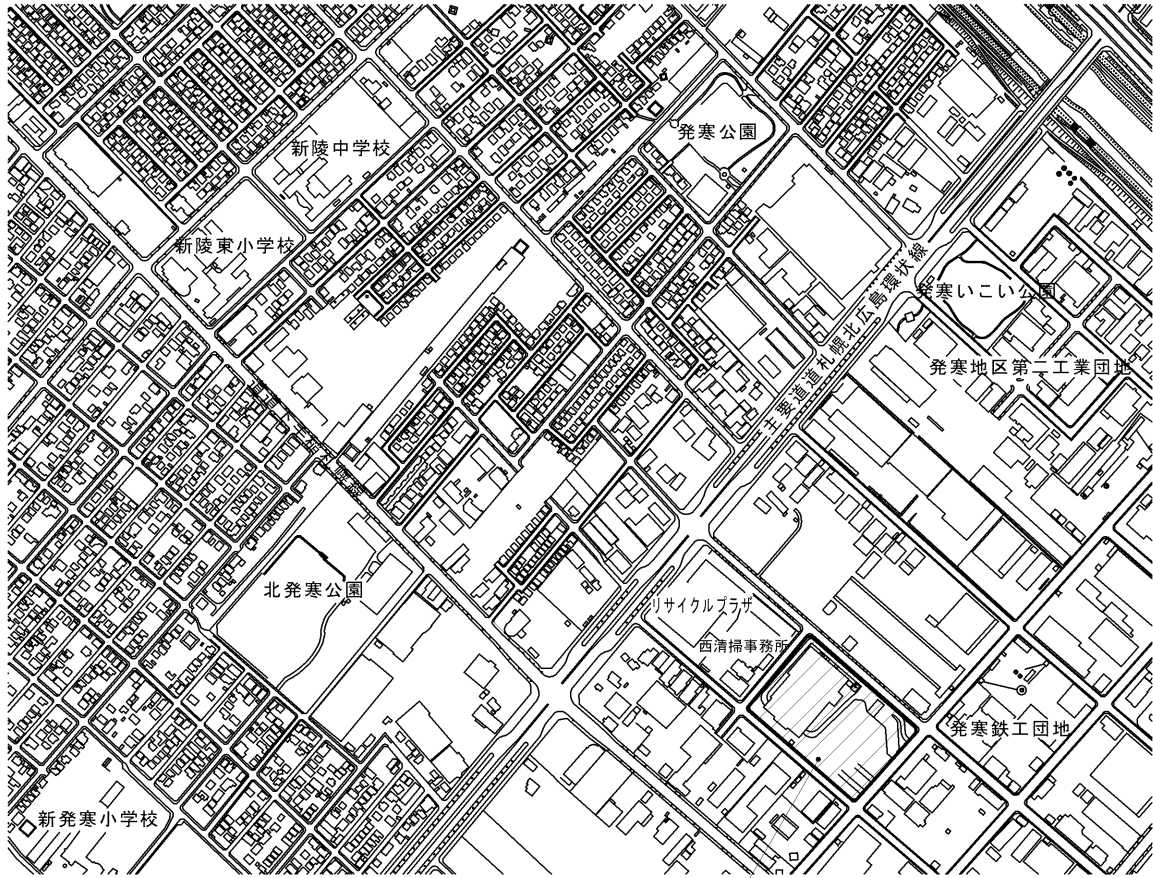 発寒公園
新陵中学校
新陵東小学校
主要道道札幌北広島環状線
発寒いこい公園
発寒地区第二工業団地
北発寒公園
リサイクルプラザ
西清掃事務所
発寒鉄工団地
新発寒小学校